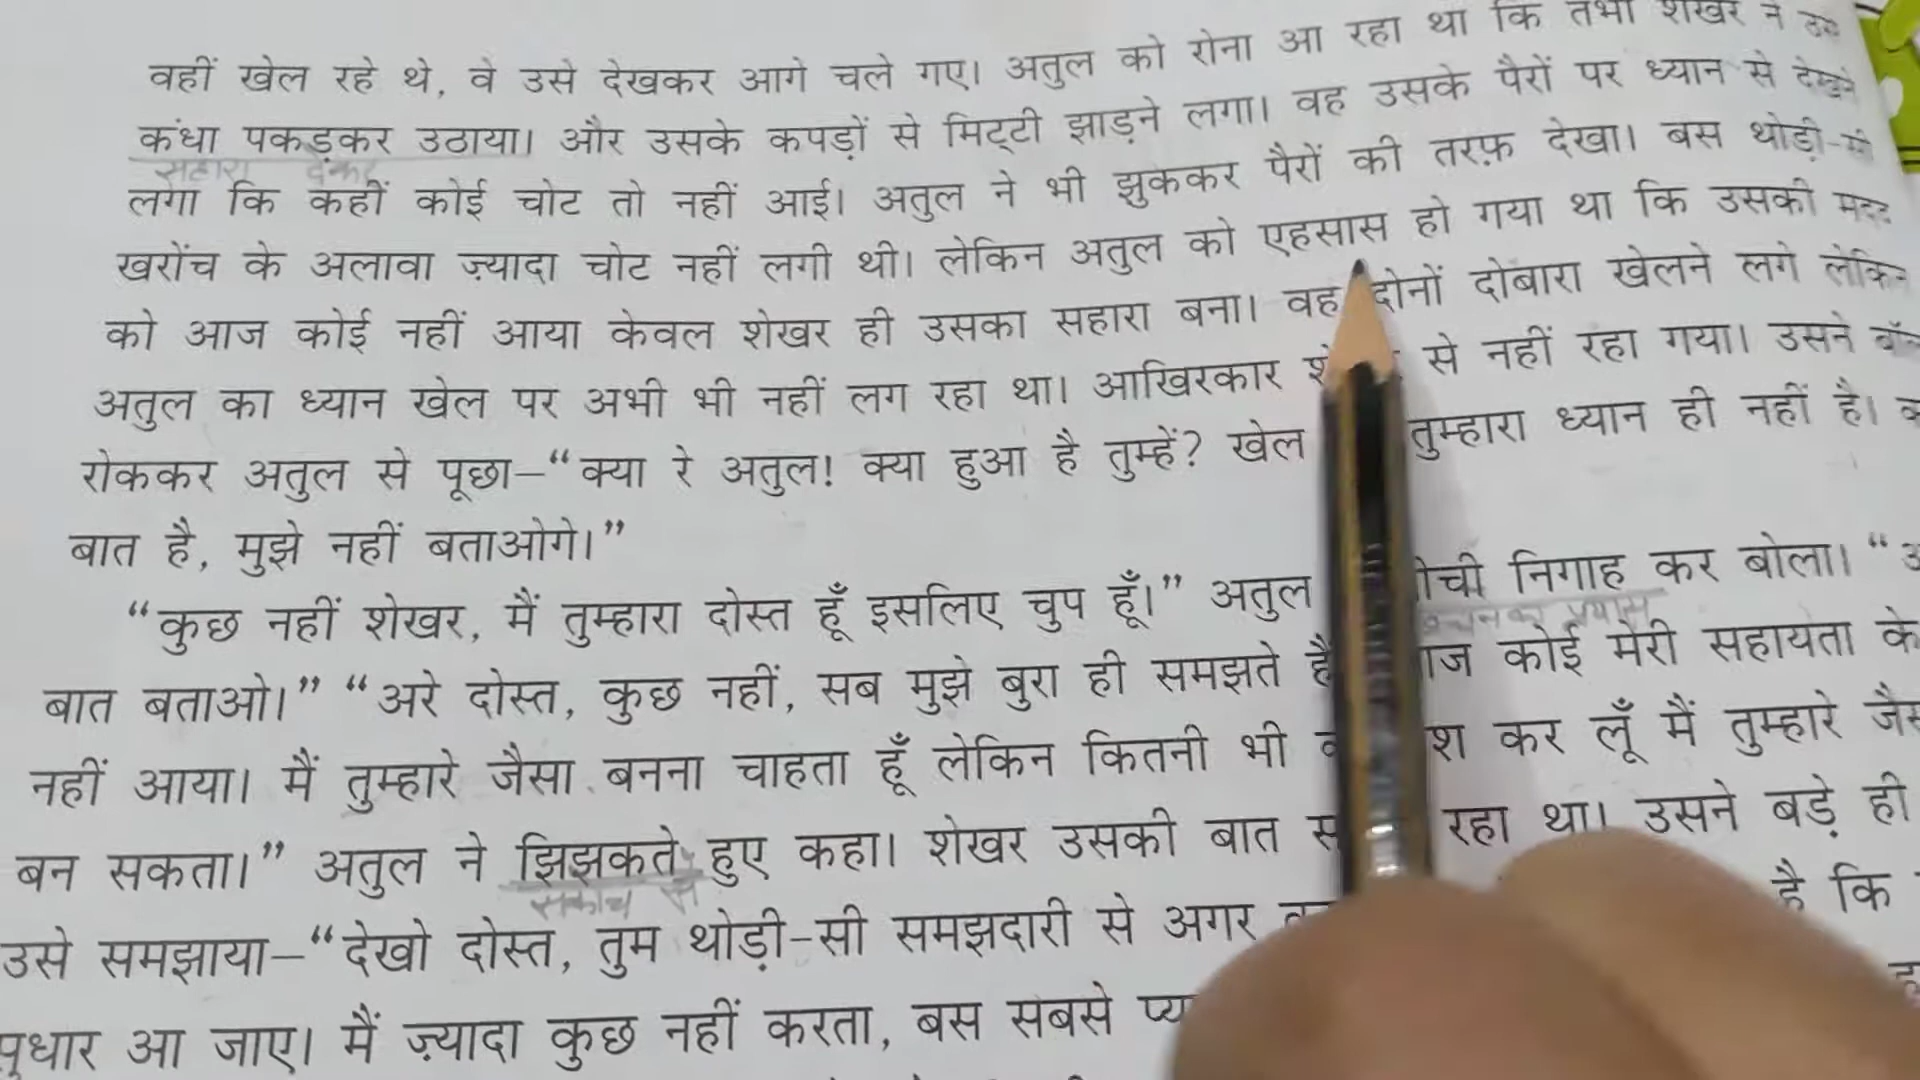 वहीं खेल रहे थे, वे उसे देखकर आगे चले गए। अतुल को रोना आ रहा था कि तभी शेखर ने
कंधा पकड़कर उठाया। और उसके कपड़ों से मिट्टी झाड़ने लगा। वह उसके पैरों पर ध्यान से देखने
सहारा देकर
लगा कि कहीं कोई चोट तो नहीं आई। अतुल ने भी झुककर पैरों की तरफ़ देखा। बस थोड़ी-सी
खरोंच के अलावा ज़्यादा चोट नहीं लगी थी। लेकिन अतुल को एहसास हो गया था कि उसकी मदद
को आज कोई नहीं आया केवल शेखर ही उसका सहारा बना। वह दोनों दोबारा खेलने लगे लेकिन
अतुल का ध्यान खेल पर अभी भी नहीं लग रहा था। आखिरकार से नहीं रहा गया। उसने
रोककर अतुल से पूछा–“क्या रे अतुल! क्या हुआ है तुम्हें? खेल तुम्हारा ध्यान ही नहीं है।
बात है, मुझे नहीं बताओगे।”
“कुछ नहीं शेखर, मैं तुम्हारा दोस्त हूँ इसलिए चुप हूँ।” अतुल निगाह कर बोला। “
बात बताओ।” “अरे दोस्त, कुछ नहीं, सब मुझे बुरा ही समझते कोई मेरी सहायता के
नहीं आया। मैं तुम्हारे जैसा बनना चाहता हूँ लेकिन कितनी भी कर लूँ मैं तुम्हारे
बन सकता।” अतुल ने झिझकते हुए कहा। शेखर उसकी बात रहा था। उसने बड़े ही
उसे समझाया–“देखो दोस्त, तुम थोड़ी-सी समझदारी से अगर है कि
सुधार आ जाए। मैं ज़्यादा कुछ नहीं करता, बस सबसे